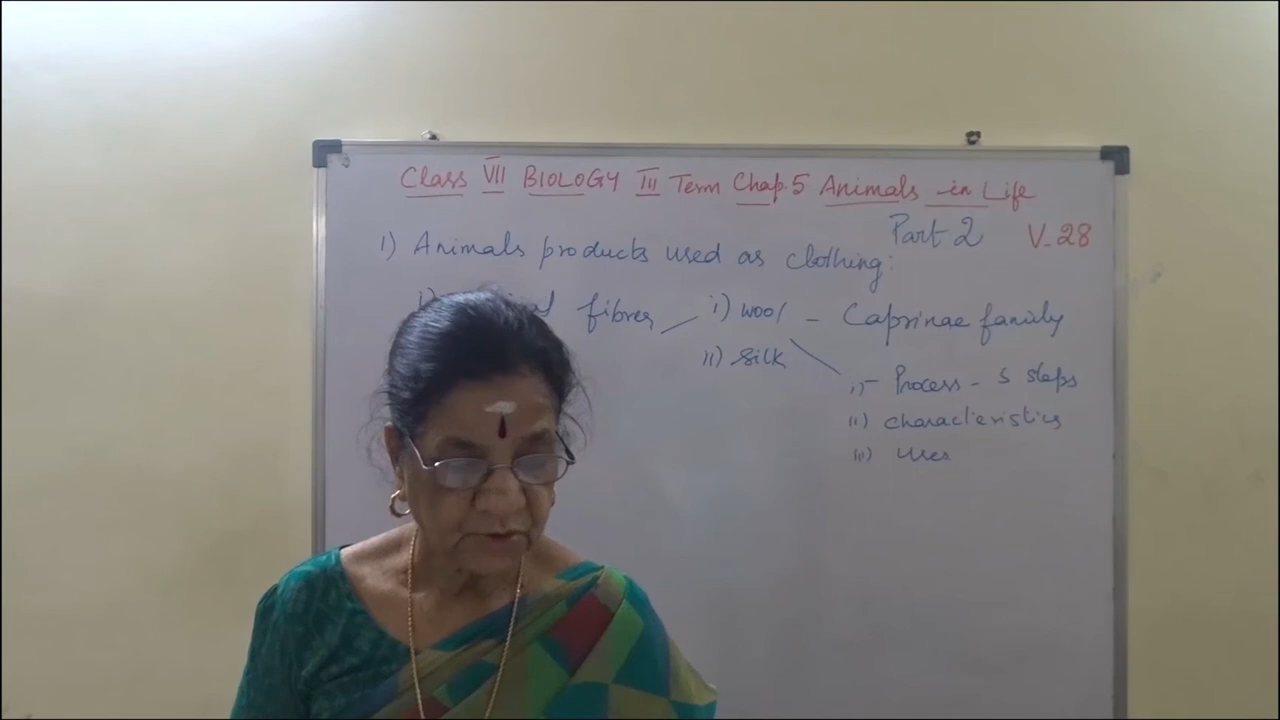 Class VII BIOLOGY III Term Chap. 5 Animals in Life
Part 2 V-28
1) Animals products used as clothing:
fibres i) wool - Caprinae family
ii) Silk
i) - Process - 5 steps
ii) characteristics
iii) Uses